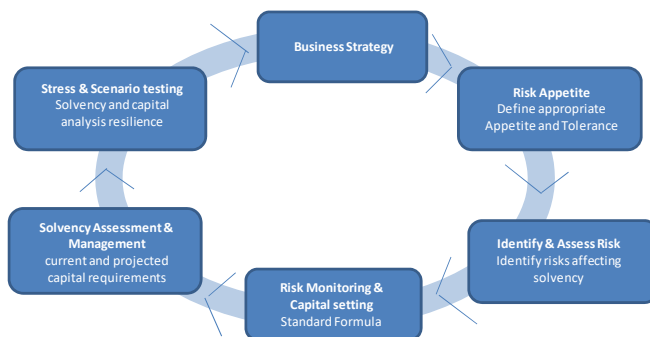 Business Strategy
Risk Appetite
Define appropriate
Appetite and Tolerance
Identify & Assess Risk
Identify risks affecting
solvency
Risk Monitoring &
Capital setting
Standard Formula
Solvency Assessment &
Management
current and projected
capital requirements
Stress & Scenario testing
Solvency and capital
analysis resilience